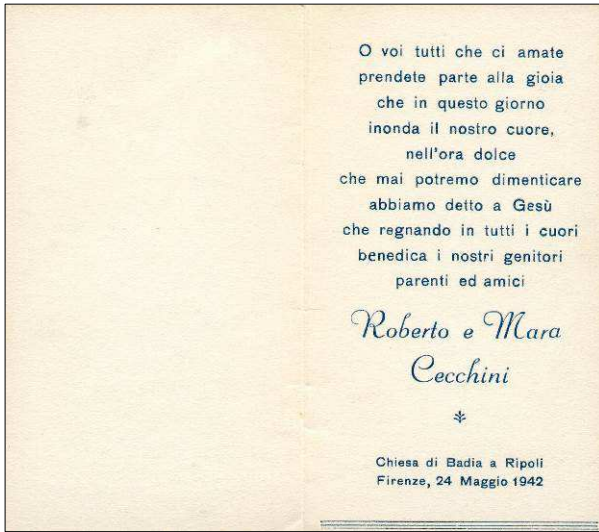 O voi tutti che ci amate
prendete parte alla gioia
che in questo giorno
inonda il nostro cuore,
nell'ora dolce
che mai potremo dimenticare
abbiamo detto a Gesù
che regnando in tutti i cuori
benedica i nostri genitori
parenti ed amici
Roberto e Mara
Cecchini
Chiesa di Badia a Ripoli
Firenze, 24 Maggio 1942